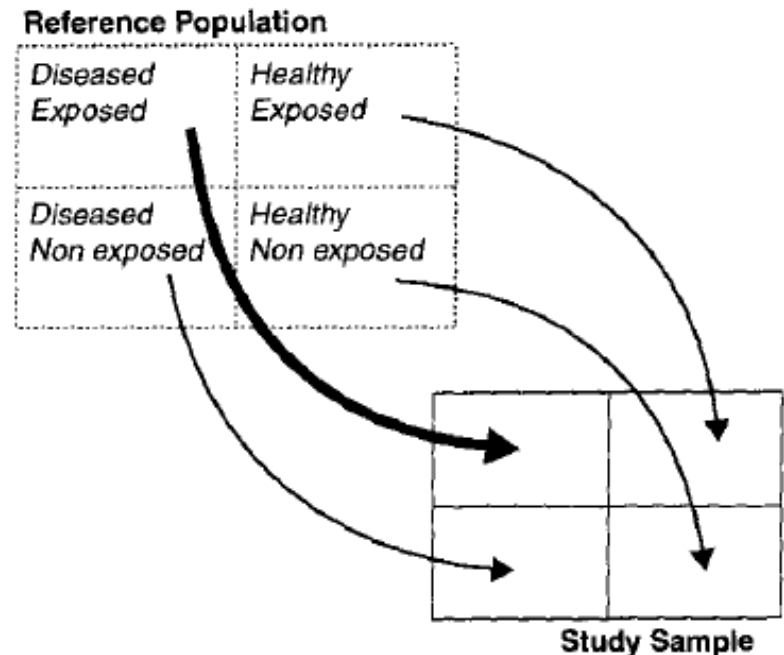 Reference Population
Diseased
Exposed
Healthy
Exposed
Diseased
Non exposed
Healthy
Non exposed
Study Sample